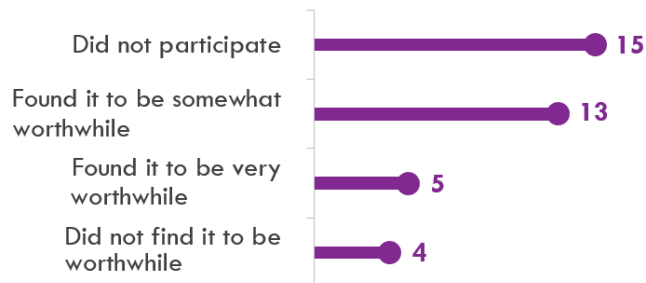 Did not participate
15
Found it to be somewhat
worthwhile
13
Found it to be very
worthwhile
5
Did not find it to be
worthwhile
4